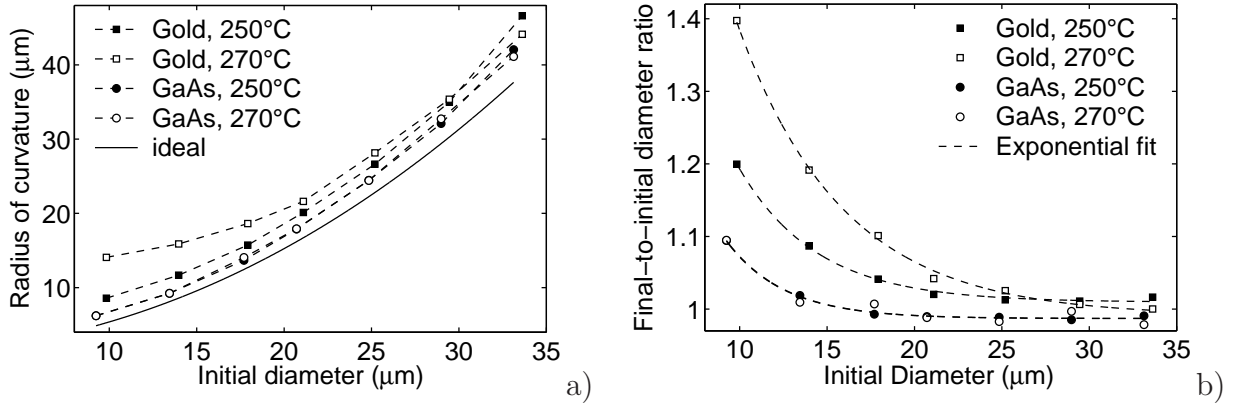 Radius of curvature (μm)
40
30
20
10
Gold, 250°C
Gold, 270°C
GaAs, 250°C
GaAs, 270°C
ideal
10 15 20 25 30 35
Initial diameter (μm)
a)
Final−to−initial diameter ratio
1.4
1.3
1.2
1.1
1
Gold, 250°C
Gold, 270°C
GaAs, 250°C
GaAs, 270°C
Exponential fit
10 15 20 25 30 35
Initial Diameter (μm)
b)